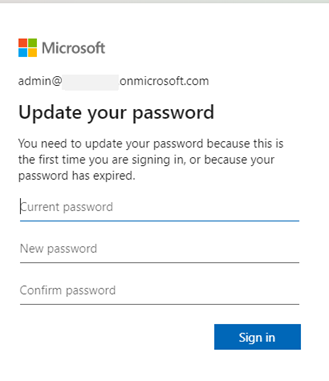 Microsoft
admin@ onmicrosoft.com
Update your password
You need to update your password because this is
the first time you are signing in, or because your
password has expired.
Current password
New password
Confirm password
Sign in